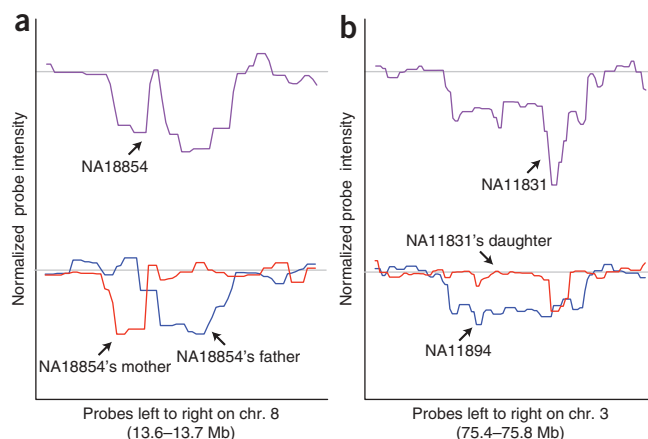 a
Normalized probe intensity
NA18854
NA18854's mother
NA18854's father
Probes left to right on chr. 8
(13.6–13.7 Mb)
b
Normalized probe intensity
NA11831
NA11831's daughter
NA11894
Probes left to right on chr. 3
(75.4–75.8 Mb)